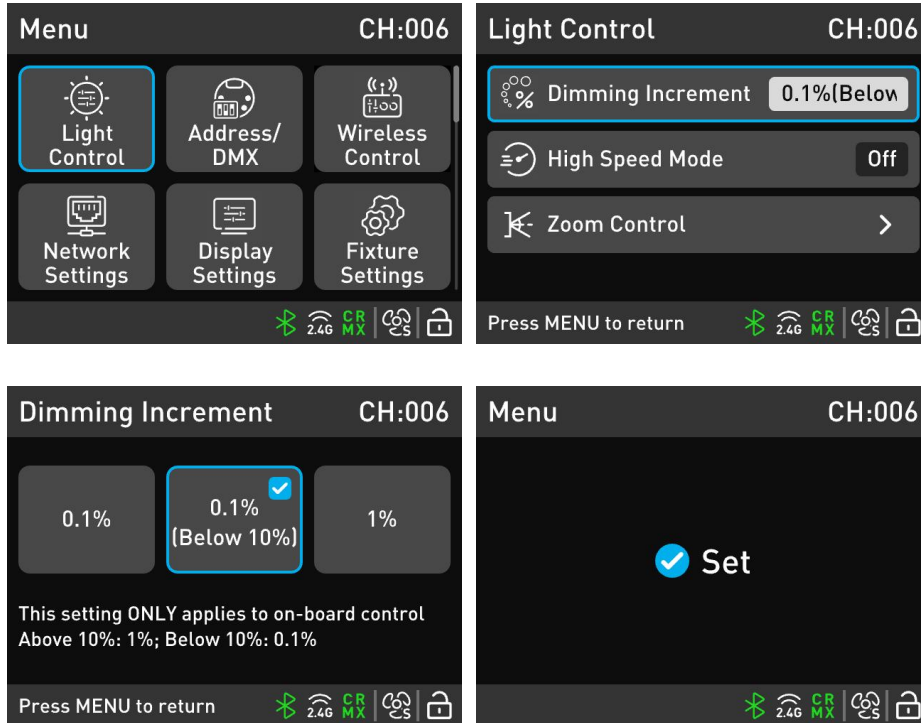 Menu CH:006
Light Control
Address/ DMX
Wireless Control
Network Settings
Display Settings
Fixture Settings
2.4G CR MX S
Light Control CH:006
Dimming Increment 0.1%(Below
High Speed Mode Off
Zoom Control
Press MENU to return 2.4G CR MX S
Dimming Increment CH:006
0.1%
0.1% (Below 10%)
1%
This setting ONLY applies to on-board control
Above 10%: 1%; Below 10%: 0.1%
Press MENU to return 2.4G CR MX S
Menu CH:006
Set
2.4G CR MX S